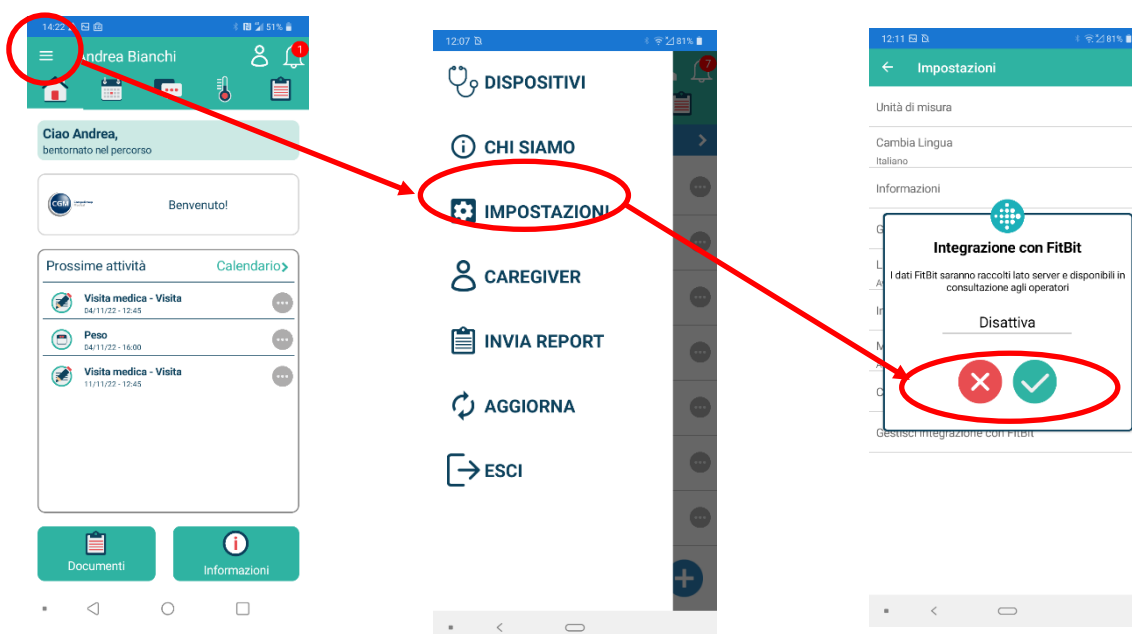 14:22
51%
Andrea Bianchi
1
Ciao Andrea,
bentornato nel percorso
CGM
Benvenuto!
Prossime attività
Calendario
Visita medica - Visita
04/11/22 - 12:45
Peso
04/11/22 - 16:00
Visita medica - Visita
11/11/22 - 12:45
Documenti
Informazioni
12:07
81%
7
DISPOSITIVI
CHI SIAMO
IMPOSTAZIONI
CAREGIVER
INVIA REPORT
AGGIORNA
ESCI
12:11
81%
Impostazioni
Unità di misura
Cambia Lingua
Italiano
Informazioni
Integrazione con FitBit
I dati FitBit saranno raccolti lato server e disponibili in
consultazione agli operatori
Disattiva
Gestisci integrazione con FitBit